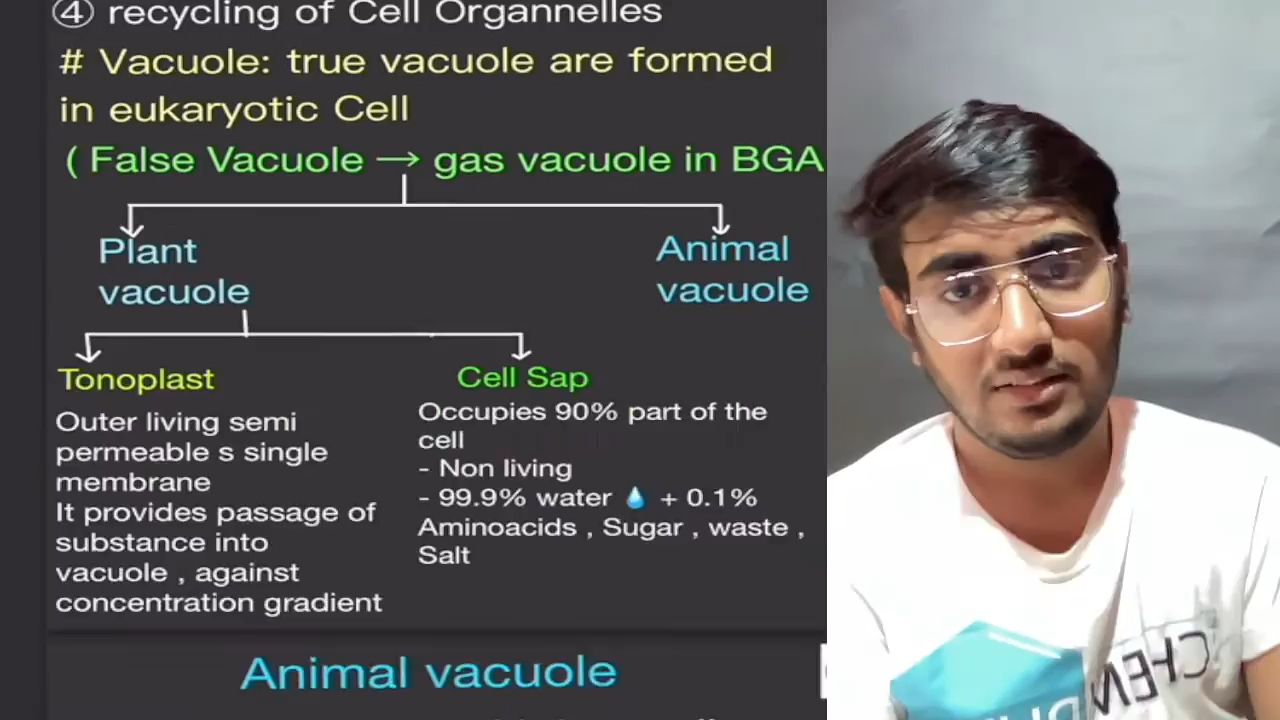 ④ recycling of Cell Organnelles
# Vacuole: true vacuole are formed
in eukaryotic Cell
( False Vacuole → gas vacuole in BGA
Plant
vacuole
Animal
vacuole
Tonoplast
Outer living semi
permeable s single
membrane
It provides passage of
substance into
vacuole , against
concentration gradient
Cell Sap
Occupies 90% part of the
cell
- Non living
- 99.9% water 💧 + 0.1%
Aminoacids , Sugar , waste ,
Salt
Animal vacuole